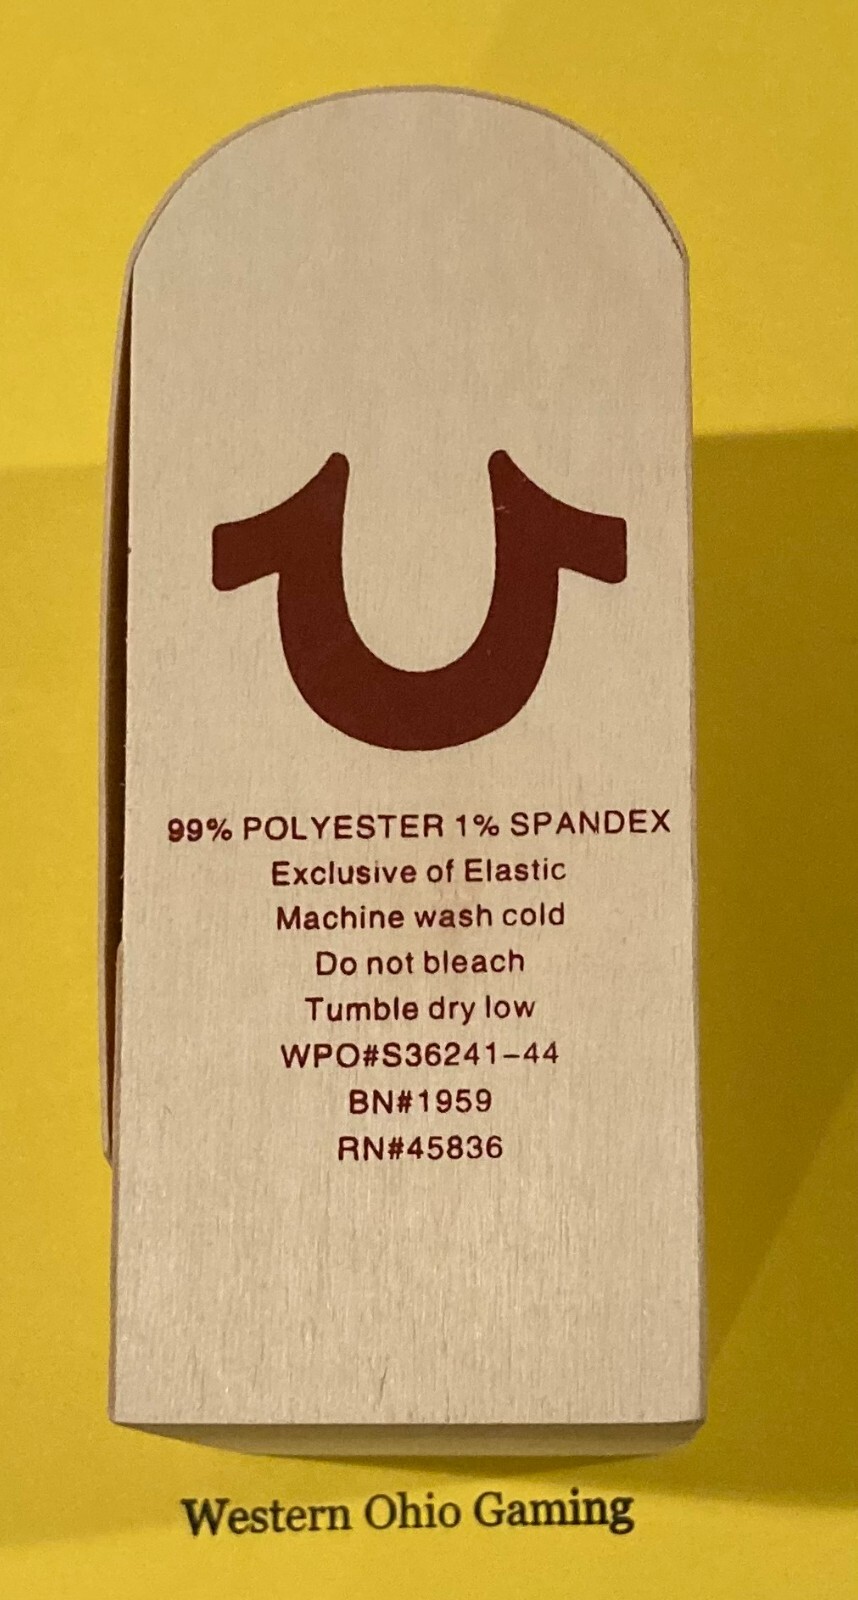 99% POLYESTER 1% SPANDEX
Exclusive of Elastic
Machine wash cold
Do not bleach
Tumble dry low
WPO#S36241-44
BN#1959
RN#45836
Western Ohio Gaming